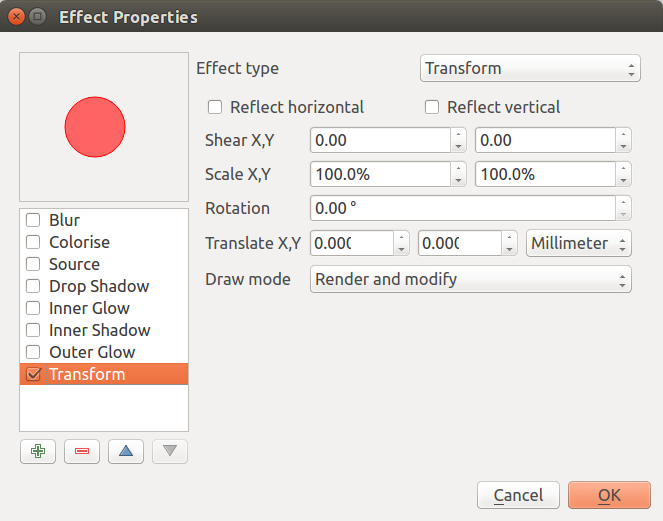 Effect Properties
Effect type
Transform
Reflect horizontal
Reflect vertical
Shear X,Y
0.00
0.00
Scale X,Y
100.0%
100.0%
Rotation
0.00 °
Translate X,Y
0.000
0.000
Millimeter
Draw mode
Render and modify
Blur
Colorise
Source
Drop Shadow
Inner Glow
Inner Shadow
Outer Glow
Transform
Cancel
OK